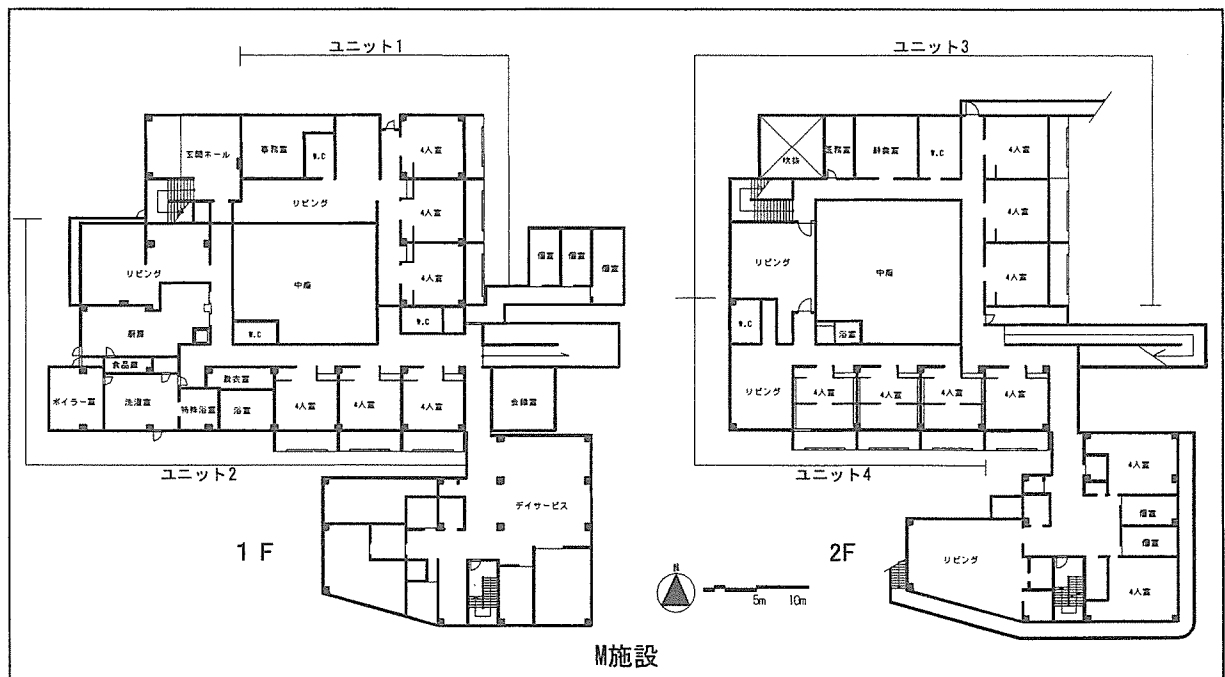 ユニット1
ユニット3
玄関ホール
事務室
W.C
4人室
リビング
4人室
4人室
個室
個室
個室
リビング
中庭
厨房
W.C
W.C
食品室
ボイラー室
洗濯室
特殊浴室
脱衣室
浴室
4人室
4人室
4人室
会議室
ユニット2
デイサービス
1F
吹抜
医務室
静養室
W.C
4人室
4人室
4人室
リビング
中庭
W.C
浴室
リビング
4人室
4人室
4人室
4人室
ユニット4
4人室
個室
個室
4人室
リビング
2F
N
5m
10m
M施設